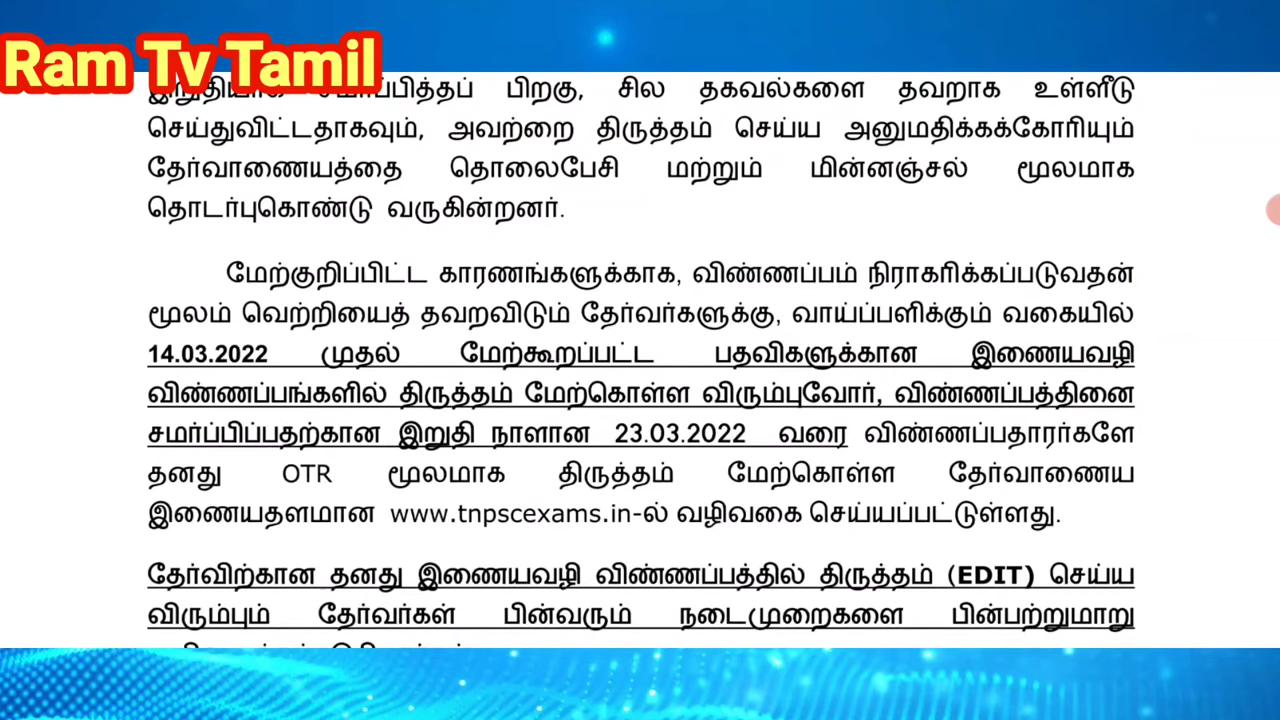 Ram Tv Tamil
பிறகு, சில தகவல்களை தவறாக உள்ளீடு
செய்துவிட்டதாகவும், அவற்றை திருத்தம் செய்ய அனுமதிக்கக்கோரியும்
தேர்வாணையத்தை தொலைபேசி மற்றும் மின்னஞ்சல் மூலமாக
தொடர்புகொண்டு வருகின்றனர்.
மேற்குறிப்பிட்ட காரணங்களுக்காக, விண்ணப்பம் நிராகரிக்கப்படுவதன்
மூலம் வெற்றியைத் தவறவிடும் தேர்வர்களுக்கு, வாய்ப்பளிக்கும் வகையில்
14.03.2022 முதல் மேற்கூறப்பட்ட பதவிகளுக்கான இணையவழி
விண்ணப்பங்களில் திருத்தம் மேற்கொள்ள விரும்புவோர், விண்ணப்பத்தினை
சமர்ப்பிப்பதற்கான இறுதி நாளான 23.03.2022 வரை விண்ணப்பதாரர்களே
தனது OTR மூலமாக திருத்தம் மேற்கொள்ள தேர்வாணைய
இணையதளமான www.tnpscexams.in-ல் வழிவகை செய்யப்பட்டுள்ளது.
தேர்விற்கான தனது இணையவழி விண்ணப்பத்தில் திருத்தம் (EDIT) செய்ய
விரும்பும் தேர்வர்கள் பின்வரும் நடைமுறைகளை பின்பற்றுமாறு